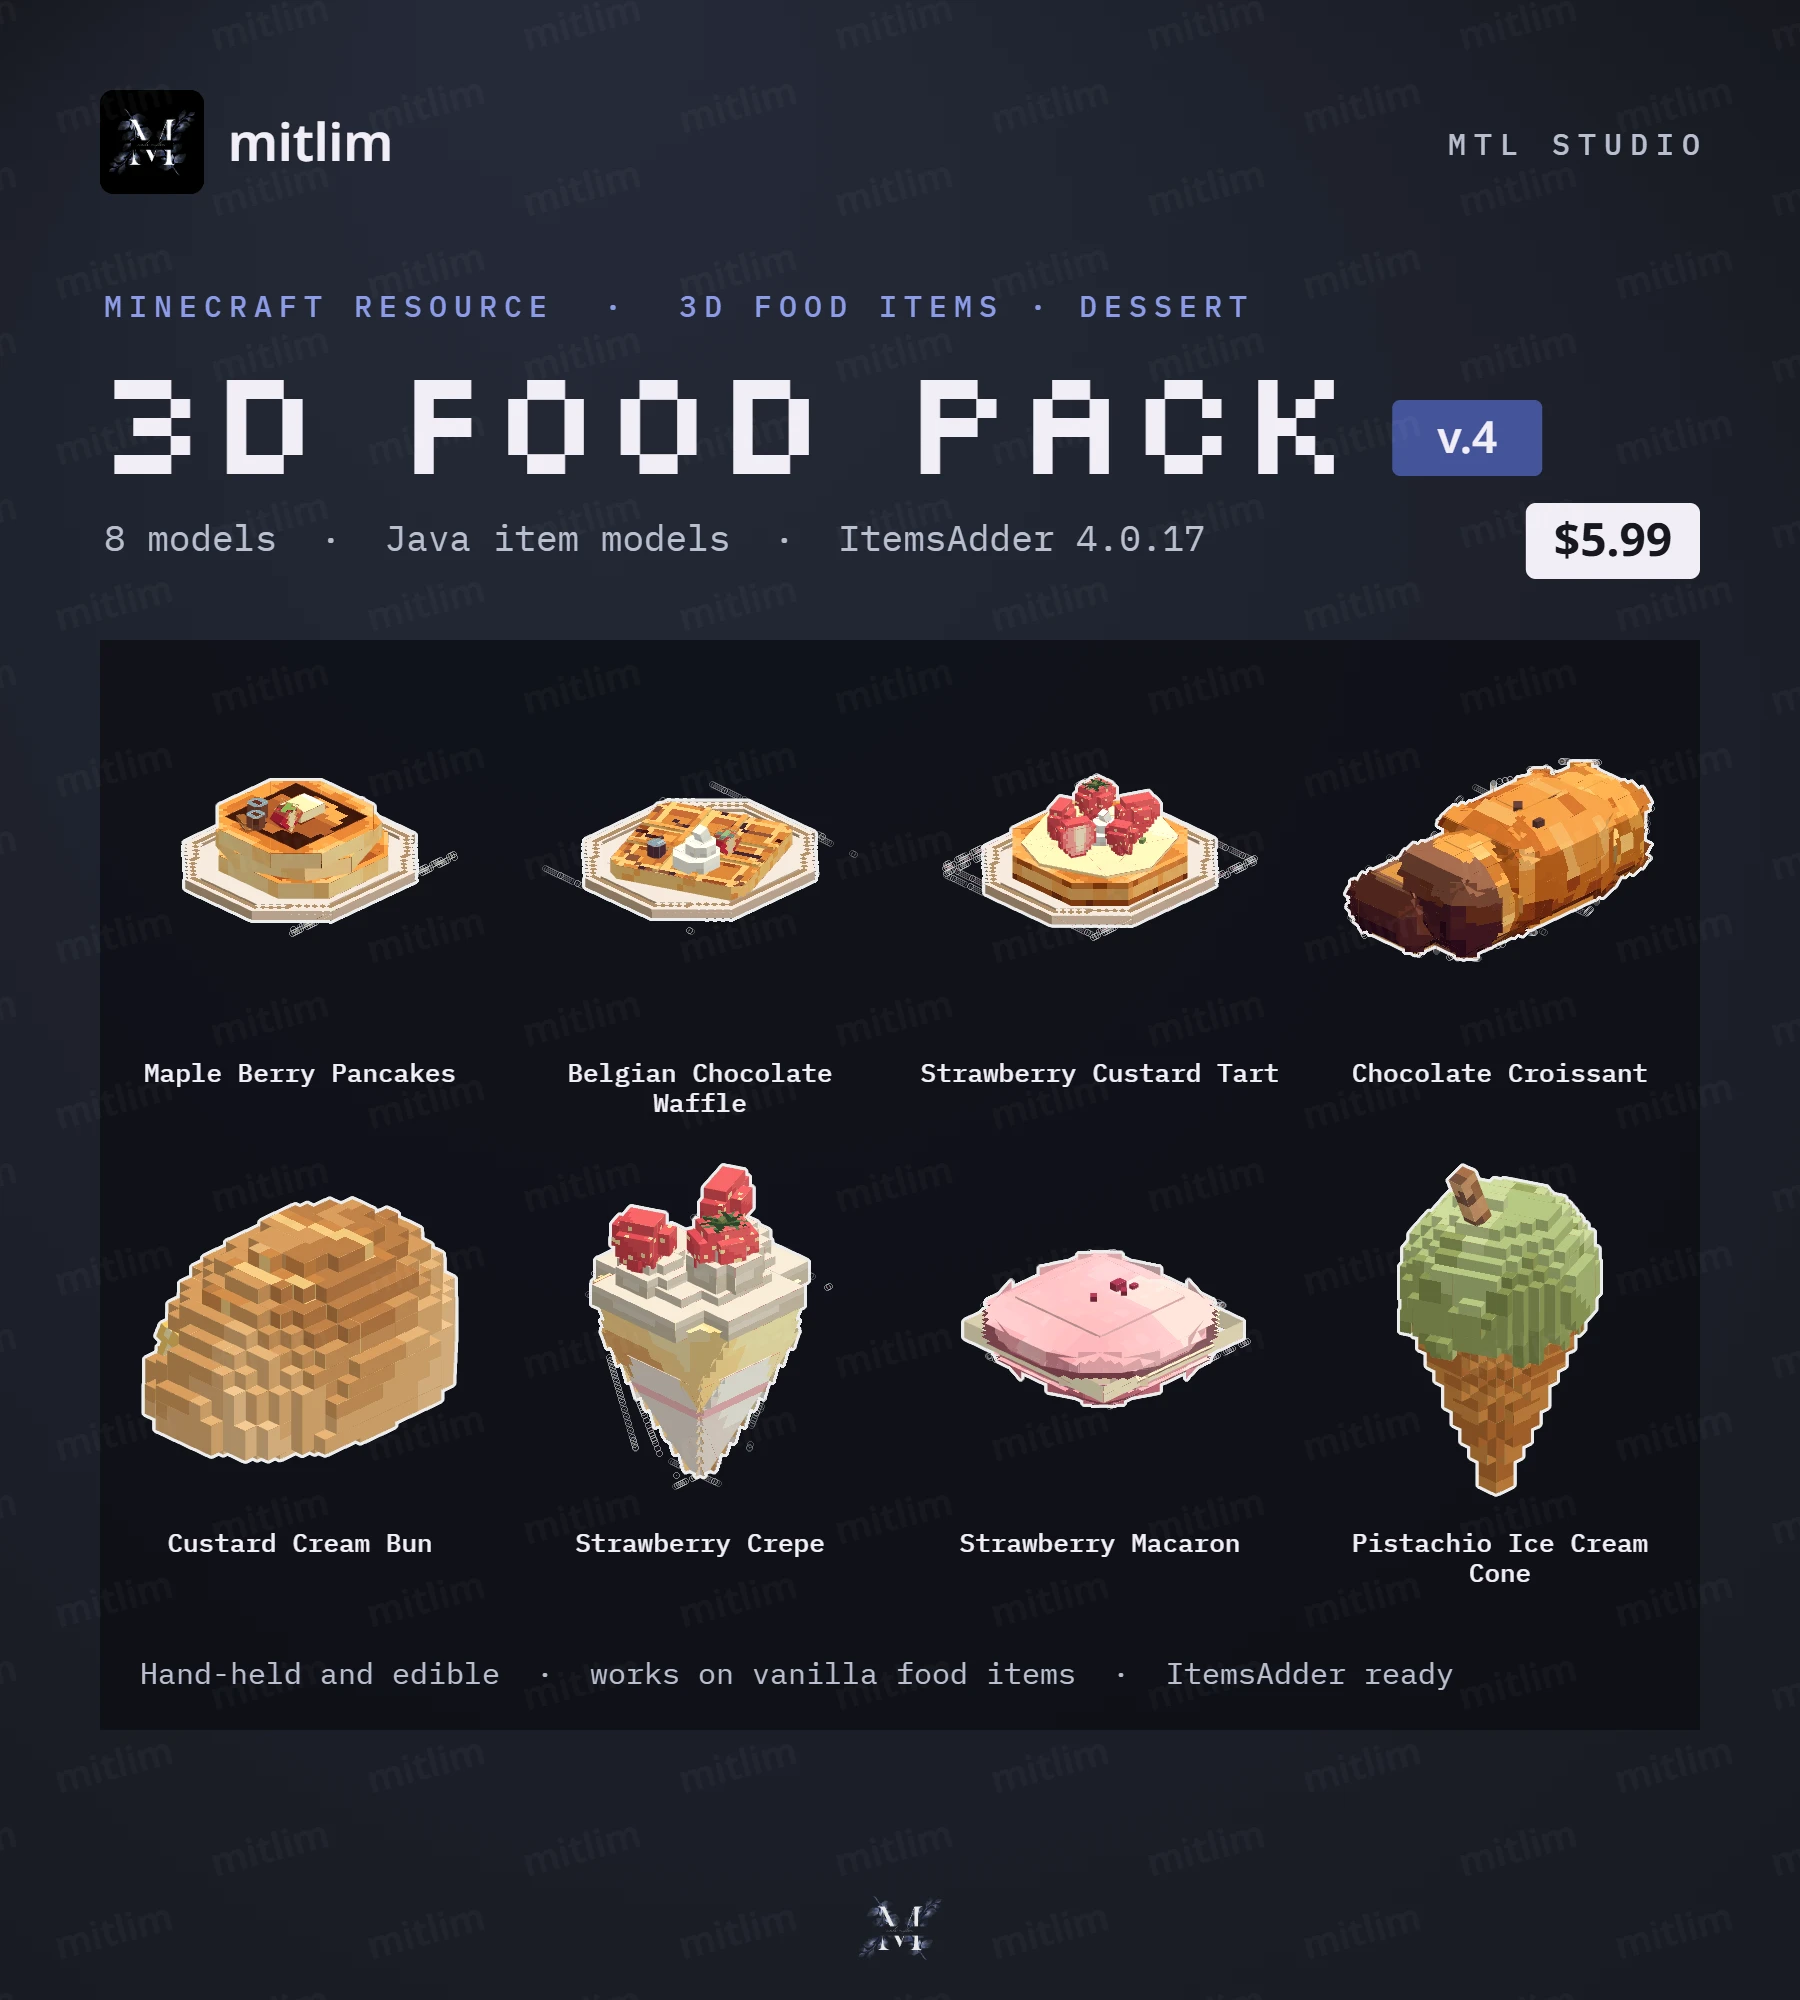 mitlim
MTL STUDIO
MINECRAFT RESOURCE · 3D FOOD ITEMS · DESSERT
3D FOOD PACK v.4
8 models · Java item models · ItemsAdder 4.0.17
$5.99
Maple Berry Pancakes
Belgian Chocolate
Waffle
Strawberry Custard Tart
Chocolate Croissant
Custard Cream Bun
Strawberry Crepe
Strawberry Macaron
Pistachio Ice Cream
Cone
Hand-held and edible · works on vanilla food items · ItemsAdder ready
M